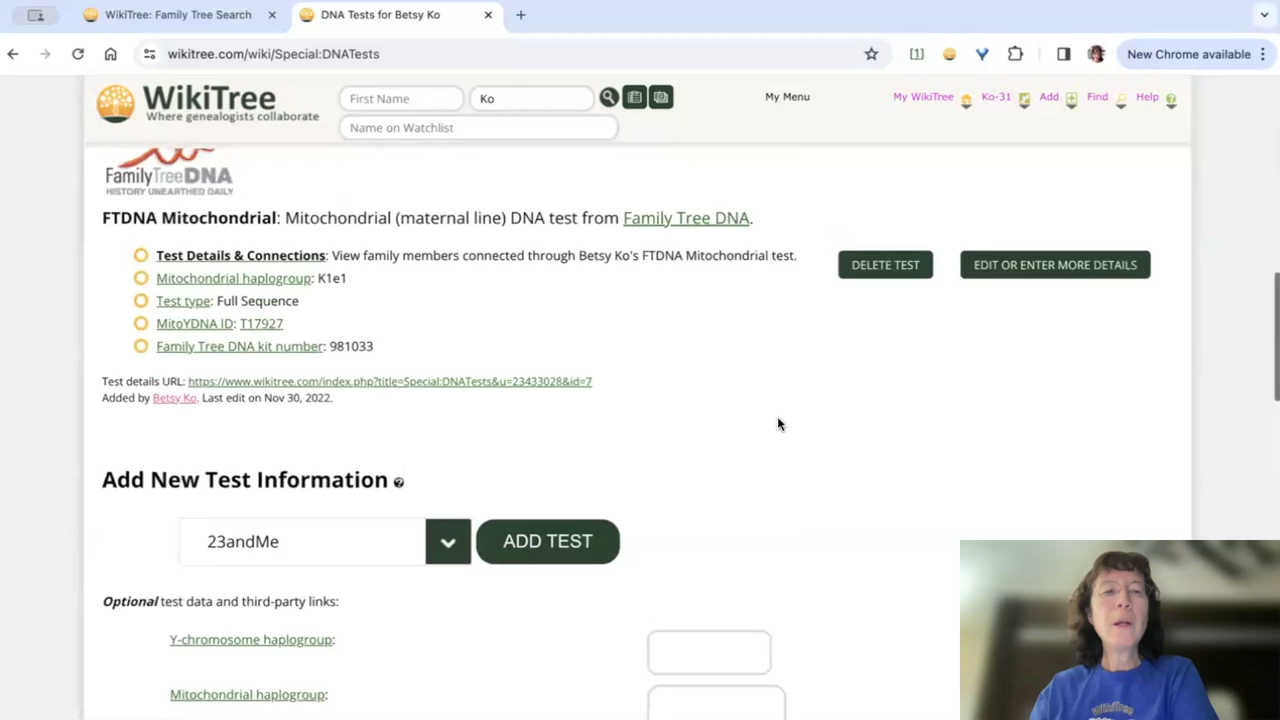 WikiTree: Family Tree Search
DNA Tests for Betsy Ko
wikitree.com/wiki/Special:DNATests
[1]
New Chrome available
WikiTree
Where genealogists collaborate
First Name
Ko
Name on Watchlist
My Menu
My WikiTree
Ko-31
Add
Find
Help
FamilyTreeDNA
HISTORY UNEARTHED DAILY
FTDNA Mitochondrial: Mitochondrial (maternal line) DNA test from Family Tree DNA.
Test Details & Connections: View family members connected through Betsy Ko's FTDNA Mitochondrial test.
Mitochondrial haplogroup: K1e1
Test type: Full Sequence
MitoYDNA ID: T17927
Family Tree DNA kit number: 981033
DELETE TEST
EDIT OR ENTER MORE DETAILS
Test details URL: https://www.wikitree.com/index.php?title=Special:DNATests&u=23433028&id=7
Added by Betsy Ko. Last edit on Nov 30, 2022.
Add New Test Information ?
23andMe
ADD TEST
Optional test data and third-party links:
Y-chromosome haplogroup:
Mitochondrial haplogroup:
WikiTree